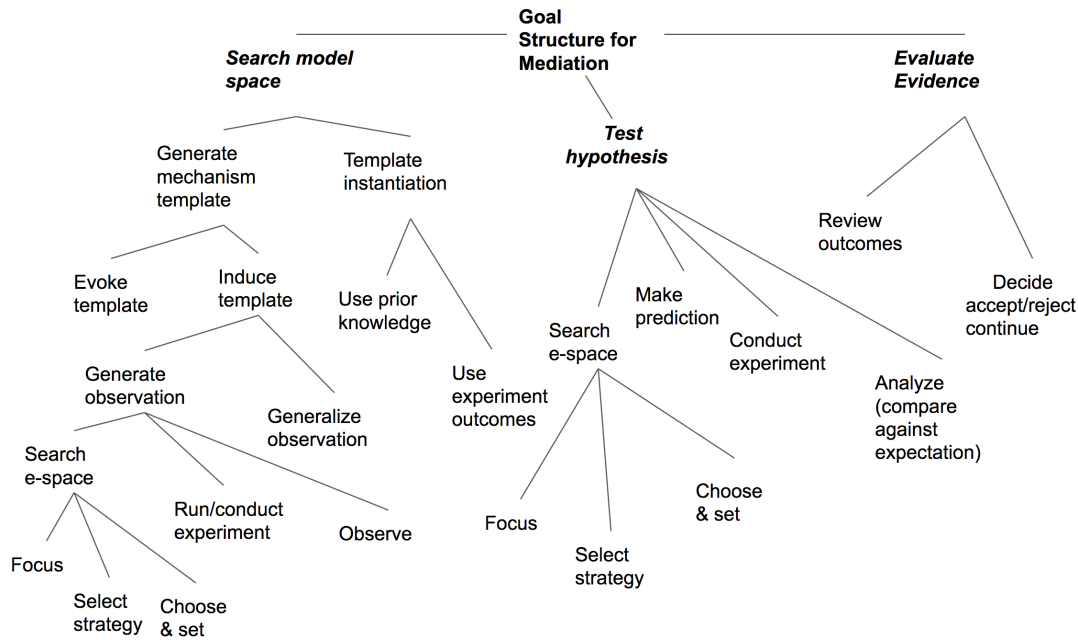 Goal
Structure for
Mediation
Search model
space
Evaluate
Evidence
Test
hypothesis
Generate
mechanism
template
Template
instantiation
Review
outcomes
Decide
accept/reject
continue
Evoke
template
Induce
template
Use prior
knowledge
Make
prediction
Search
e-space
Conduct
experiment
Use
experiment
outcomes
Analyze
(compare
against
expectation)
Generate
observation
Generalize
observation
Search
e-space
Run/conduct
experiment
Observe
Focus
Select
strategy
Choose
& set
Focus
Select
strategy
Choose
& set